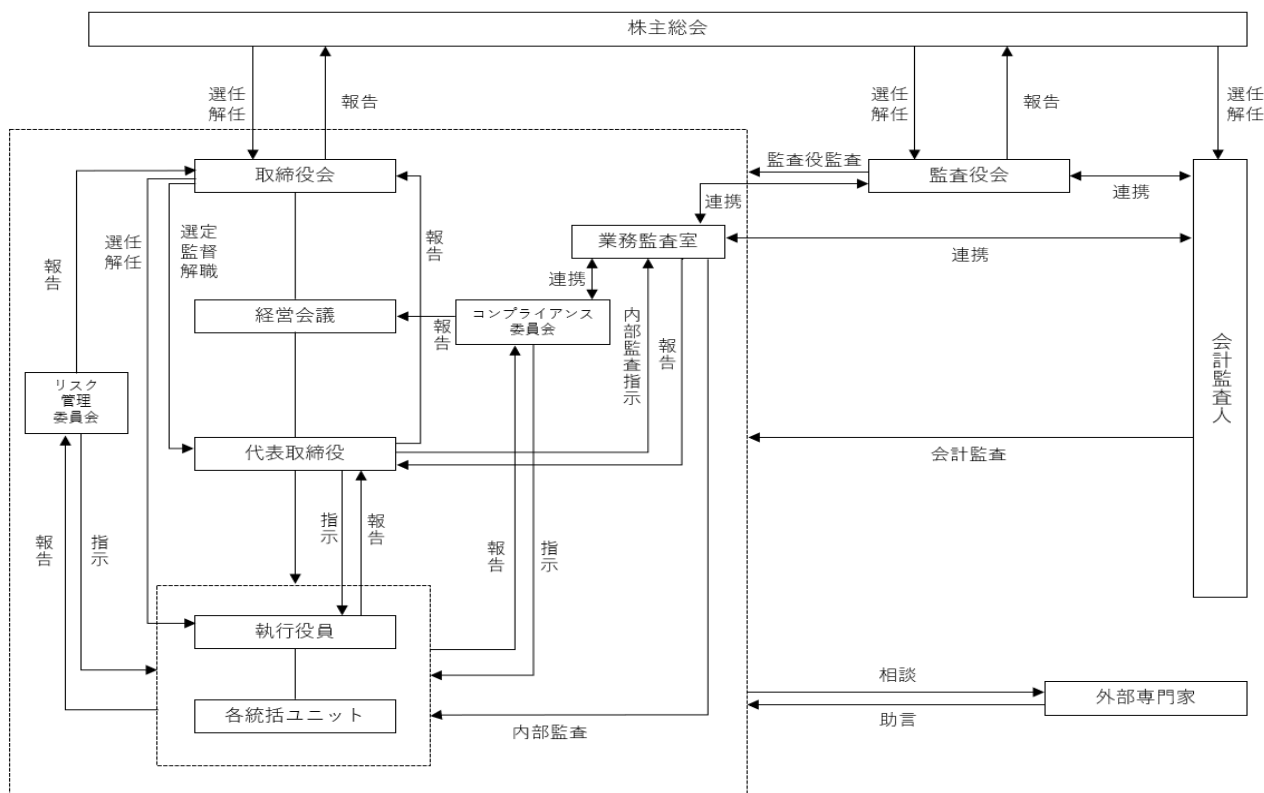 株主総会
選任
解任
報告
選任
解任
報告
選任
解任
取締役会
監査役監査
監査役会
連携
連携
業務監査室
連携
選任
解任
選定
監督
解職
報告
報告
連携
経営会議
報告
コンプライアンス
委員会
内部監査指示
報告
会計監査人
リスク
管理
委員会
代表取締役
会計監査
報告
指示
指示
報告
報告
指示
執行役員
各統括ユニット
内部監査
相談
助言
外部専門家